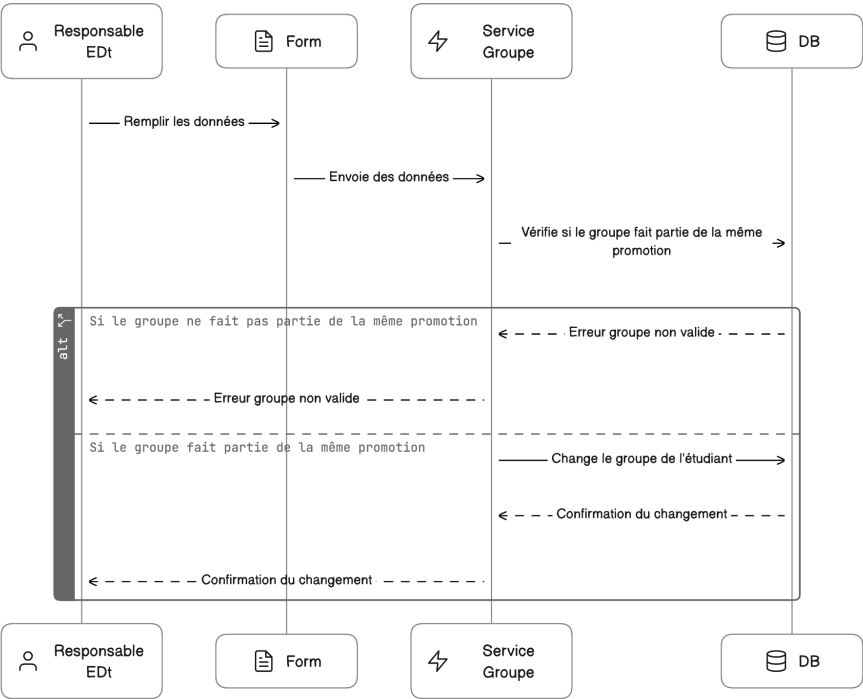 Responsable
EDt
Form
Service
Groupe
DB
Remplir les données
Envoie des données
Vérifie si le groupe fait partie de la même
promotion
alt
Si le groupe ne fait pas partie de la même promotion
Erreur groupe non valide
Erreur groupe non valide
Si le groupe fait partie de la même promotion
Change le groupe de l'étudiant
Confirmation du changement
Confirmation du changement
Responsable
EDt
Form
Service
Groupe
DB